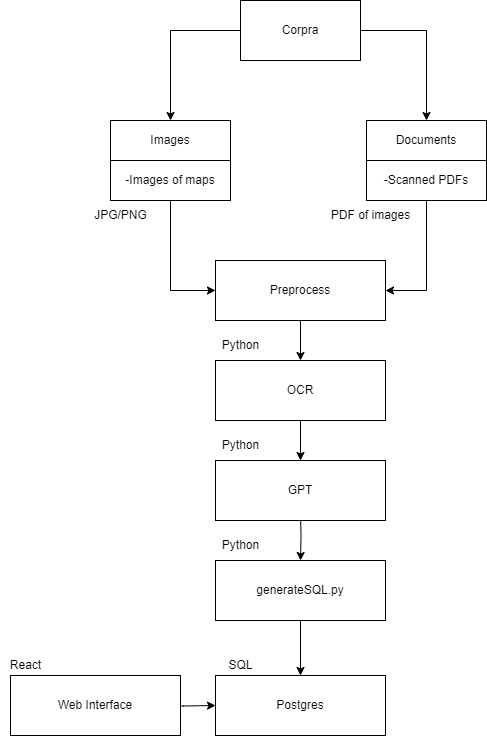 Corpra
Images
Documents
-Images of maps
-Scanned PDFs
JPG/PNG
PDF of images
Preprocess
Python
OCR
Python
GPT
Python
generateSQL.py
React
SQL
Web Interface
Postgres